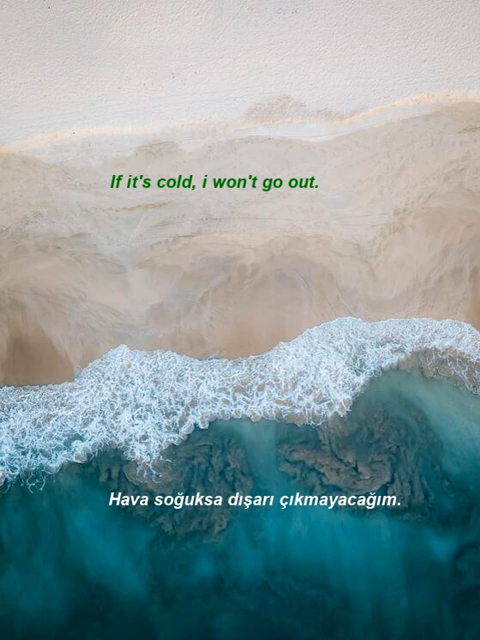 If it's cold, i won't go out.
Hava soğuksa dışarı çıkmayacağım.